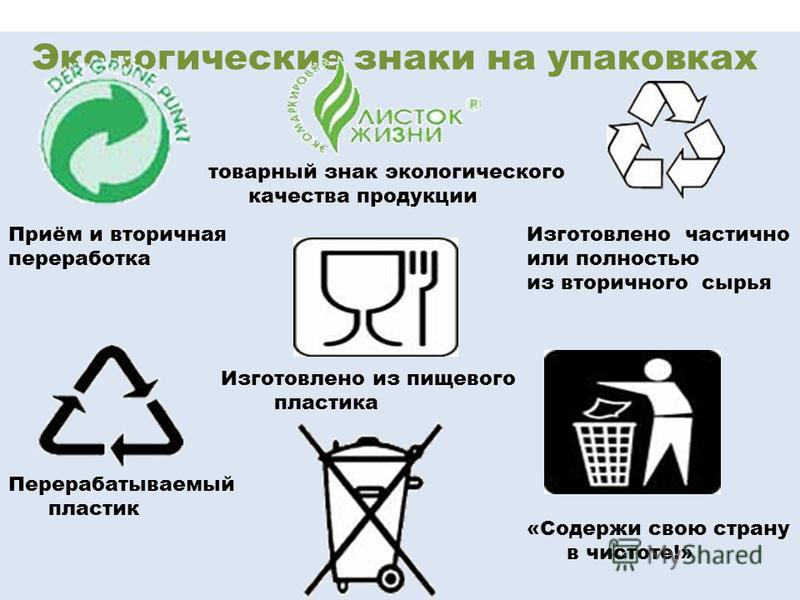 Экологические знаки на упаковках
DER GRÜNE PUNKT
ЭКОМАРКИРОВКА
ЛИСТОК
ЖИЗНИ
®
товарный знак экологического
качества продукции
Приём и вторичная
переработка
Изготовлено частично
или полностью
из вторичного сырья
Изготовлено из пищевого
пластика
Перерабатываемый
пластик
«Содержи свою страну
в чистоте!»
MyShared